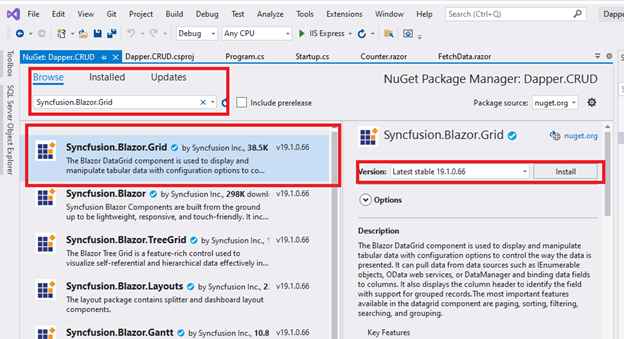 File Edit View Git Project Build Debug Test Analyze Tools Extensions Window Help Search (Ctrl+Q) Dapper
Debug Any CPU IIS Express
NuGet: Dapper.CRUD Dapper.CRUD.csproj Program.cs Startup.cs Counter.razor FetchData.razor
Toolbox
SQL Server Object Explorer
Browse Installed Updates
NuGet Package Manager: Dapper.CRUD
Syncfusion.Blazor.Grid
Include prerelease
Package source: nuget.org
Syncfusion.Blazor.Grid by Syncfusion Inc., 38.5K v19.1.0.66
The Blazor DataGrid component is used to display and
manipulate tabular data with configuration options to co...
Syncfusion.Blazor by Syncfusion Inc., 298K downl v19.1.0.66
Syncfusion Blazor Components are built from the ground
up to be lightweight, responsive, and touch-friendly. It inc...
Syncfusion.Blazor.TreeGrid by Syncfusion Inc., 1 v19.1.0.66
The Blazor Tree Grid is a feature-rich control used to
visualize self-referential and hierarchical data effectively in...
Syncfusion.Blazor.Layouts by Syncfusion Inc., 2. v19.1.0.66
The layout package contains splitter and dashboard layout
components.
Syncfusion.Blazor.Gantt by Syncfusion Inc., 10.8 v19.1.0.66
Syncfusion.Blazor.Grid nuget.org
Version: Latest stable 19.1.0.66 Install
Options
Description
The Blazor DataGrid component is used to display and manipulate
tabular data with configuration options to control the way the data
is presented. It can pull data from data sources such as IEnumerable
objects, OData web services, or DataManager and binding data fields
to columns. It also displays the column header to identify the field
with support for grouped records.The most important features
available in the datagrid component are paging, sorting, filtering,
searching, and grouping.
Key Features